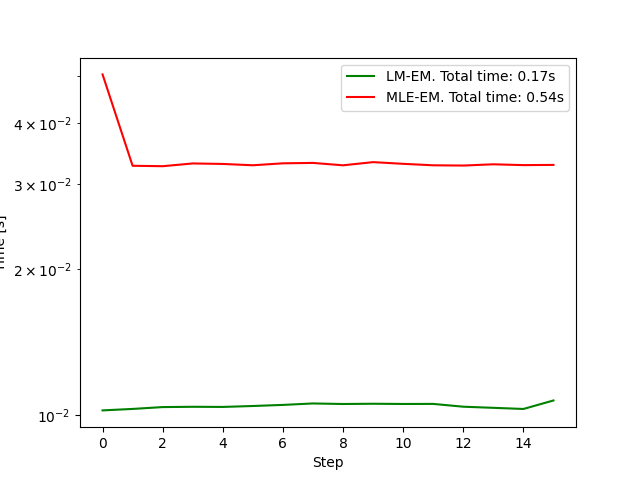 LM-EM. Total time: 0.17s
MLE-EM. Total time: 0.54s
4 × 10⁻²
3 × 10⁻²
2 × 10⁻²
10⁻²
[s]
0 2 4 6 8 10 12 14
Step